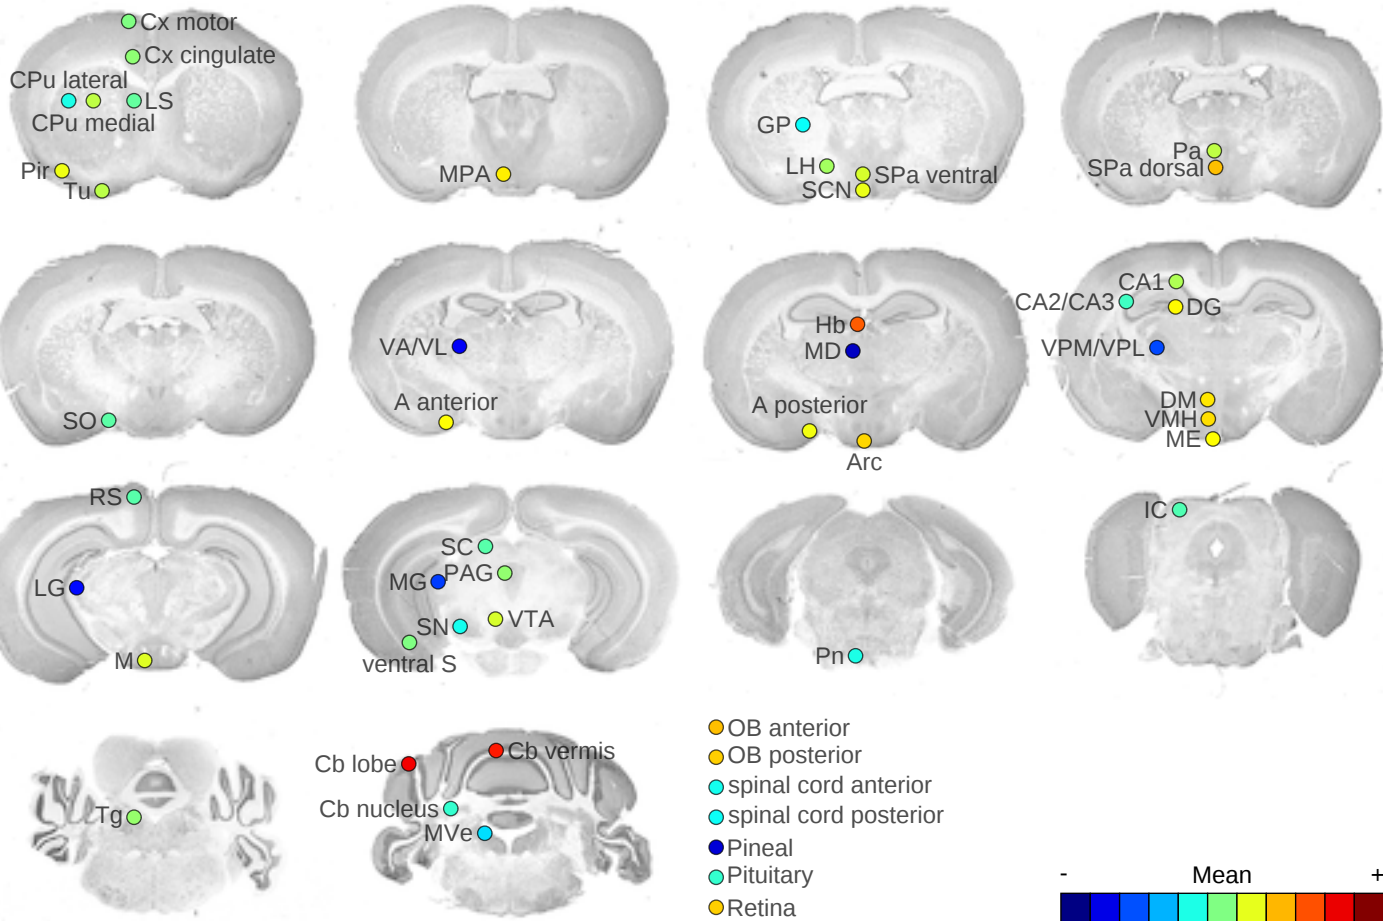 Cx motor
Cx cingulate
CPu lateral
LS
CPu medial
Pir
Tu
MPA
GP
LH
SPa ventral
SCN
Pa
SPa dorsal
SO
VA/VL
A anterior
Hb
MD
A posterior
Arc
CA1
CA2/CA3
DG
VPM/VPL
DM
VMH
ME
RS
LG
M
SC
MG
PAG
SN
VTA
ventral S
Pn
IC
Tg
Cb lobe
Cb vermis
Cb nucleus
MVe
OB anterior
OB posterior
spinal cord anterior
spinal cord posterior
Pineal
Pituitary
Retina
- Mean +